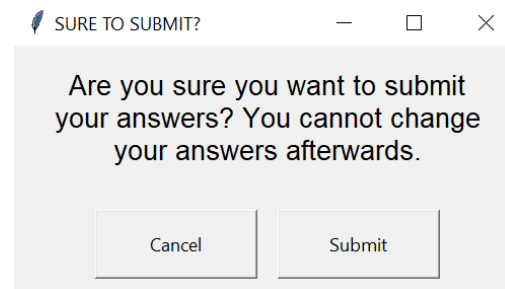 SURE TO SUBMIT?
Are you sure you want to submit
your answers? You cannot change
your answers afterwards.
Cancel Submit